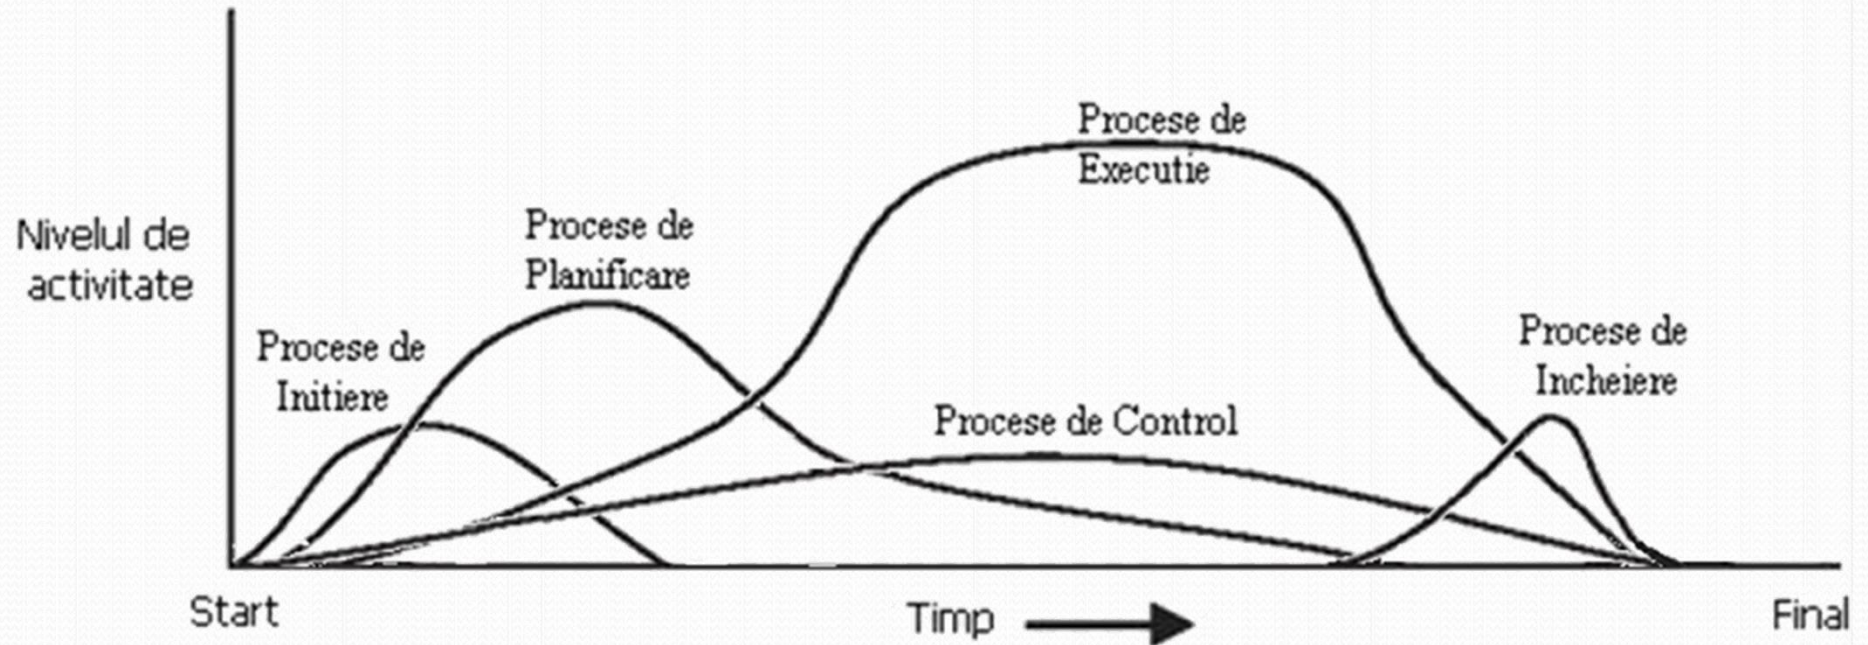 Procese de
Executie
Procese de
Planificare
Nivelul de
activitate
Procese de
Initiere
Procese de
Incheiere
Procese de Control
Start
Timp
Final